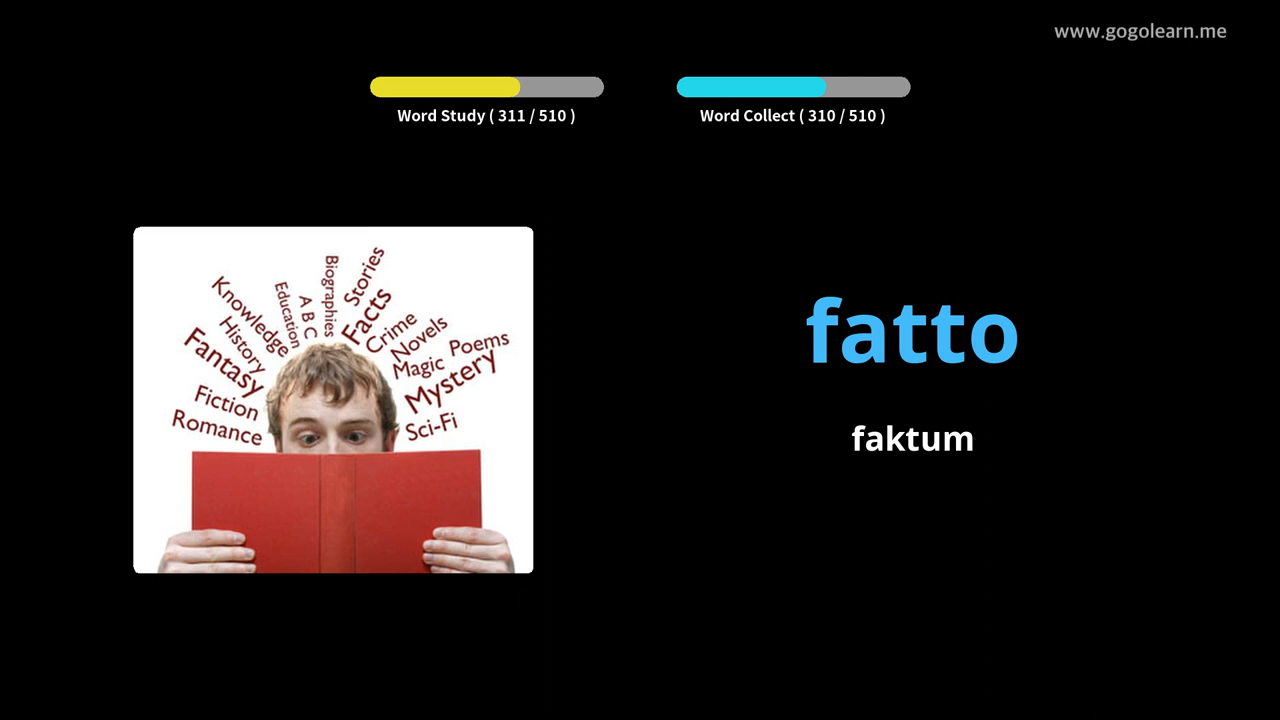 www.gogolearn.me
Word Study ( 311 / 510 )
Word Collect ( 310 / 510 )
Biographies
Stories
Knowledge
Education
A B C
Facts
History
Crime
Novels
Fantasy
Magic
Poems
Mystery
Fiction
Romance
Sci-Fi
fatto
faktum